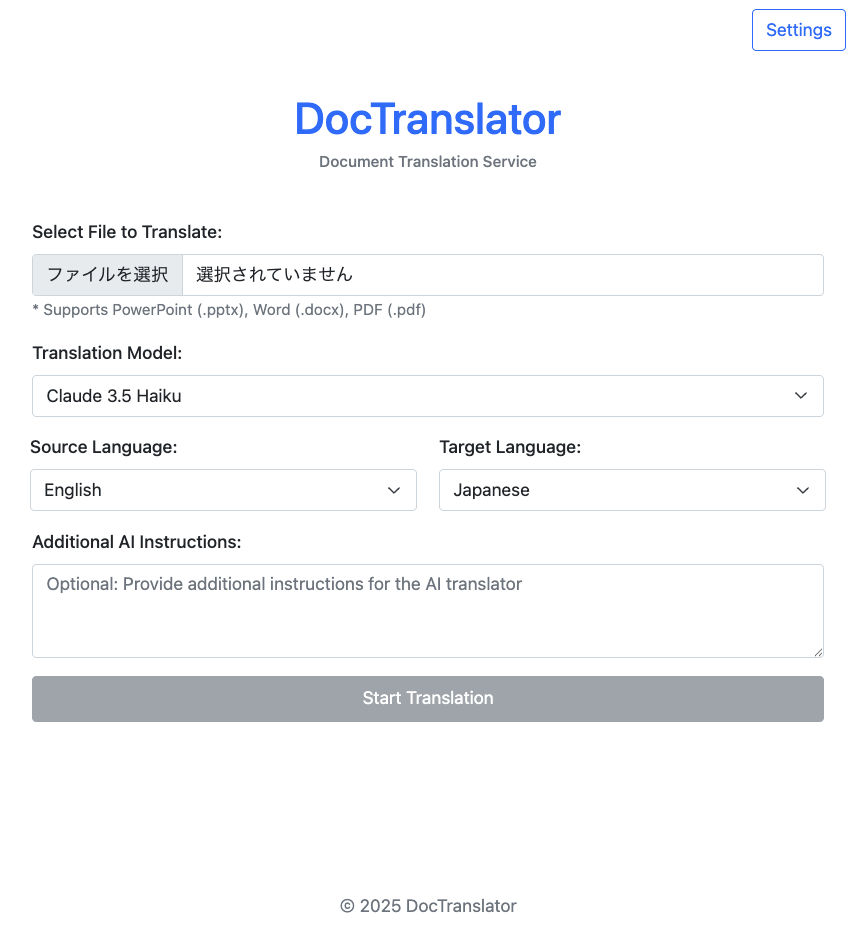 Settings
DocTranslator
Document Translation Service
Select File to Translate:
ファイルを選択 選択されていません
* Supports PowerPoint (.pptx), Word (.docx), PDF (.pdf)
Translation Model:
Claude 3.5 Haiku
Source Language: Target Language:
English Japanese
Additional AI Instructions:
Optional: Provide additional instructions for the AI translator
Start Translation
© 2025 DocTranslator